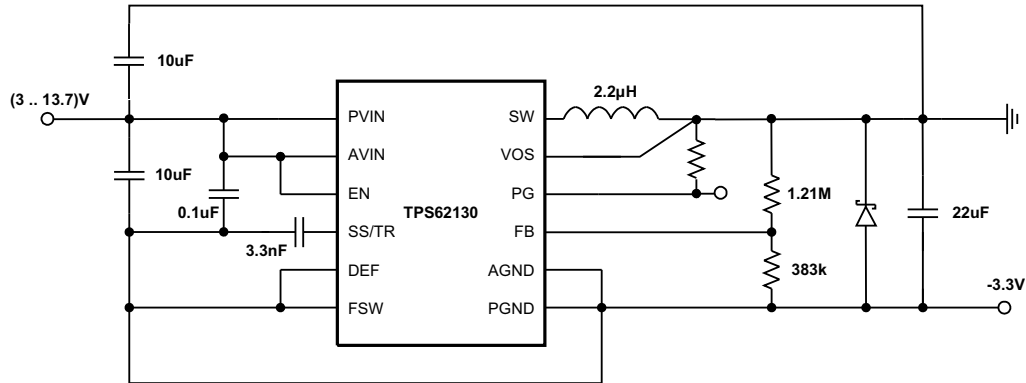 10uF
(3 .. 13.7)V
10uF
0.1uF
3.3nF
PVIN
AVIN
EN
SS/TR
DEF
FSW
TPS62130
SW
VOS
PG
FB
AGND
PGND
2.2µH
1.21M
383k
22uF
-3.3V